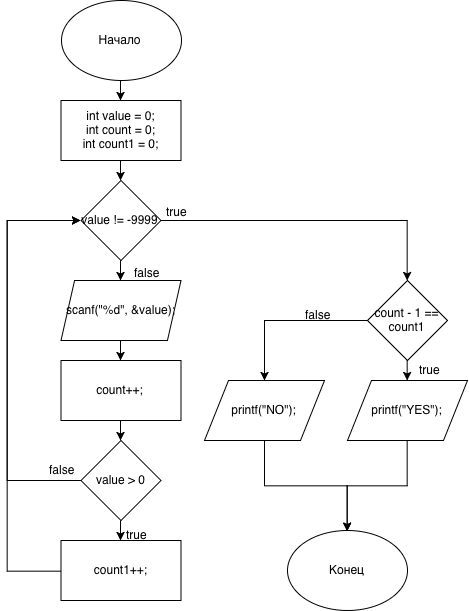 Начало
int value = 0;
int count = 0;
int count1 = 0;
value != -9999
true
false
scanf("%d", &value);
count++;
value > 0
false
true
count1++;
count - 1 ==
count1
false
true
printf("NO");
printf("YES");
Конец